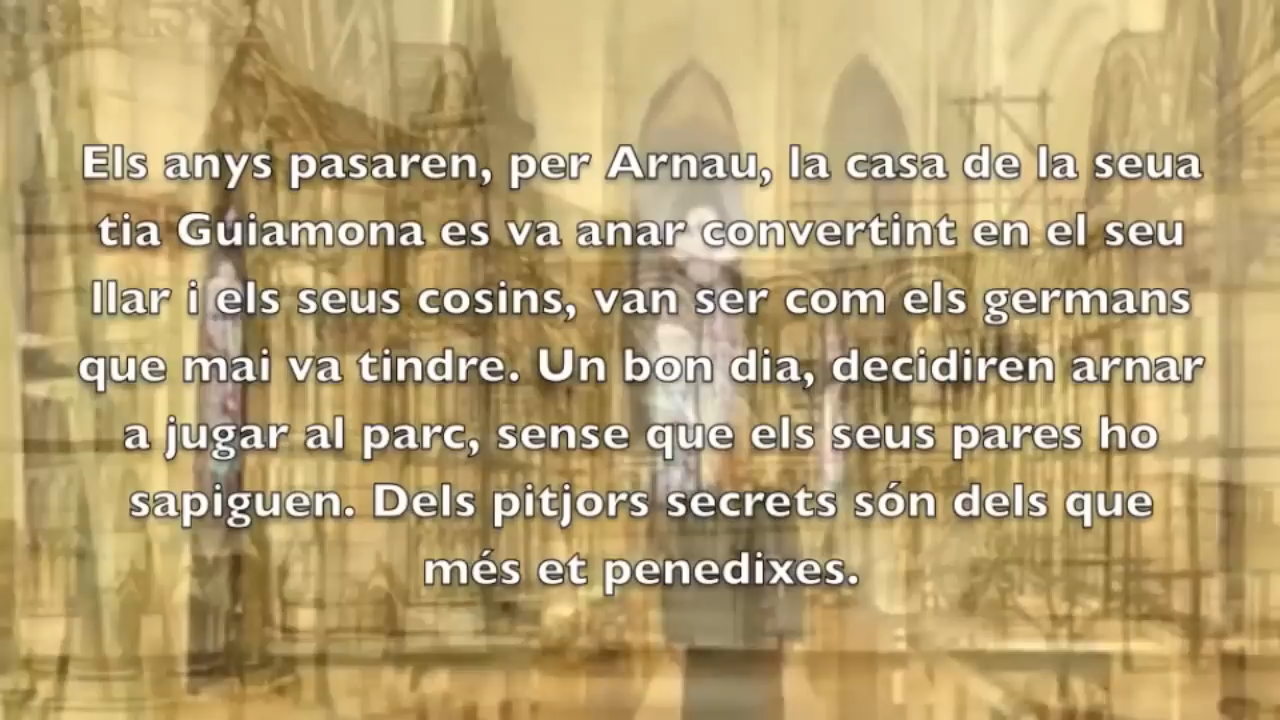 Els anys pasaren, per Arnau, la casa de la seua
tia Guiamona es va anar convertint en el seu
llar i els seus cosins, van ser com els germans
que mai va tindre. Un bon dia, decidiren arnar
a jugar al parc, sense que els seus pares ho
sapiguen. Dels pitjors secrets són dels que
més et penedixes.